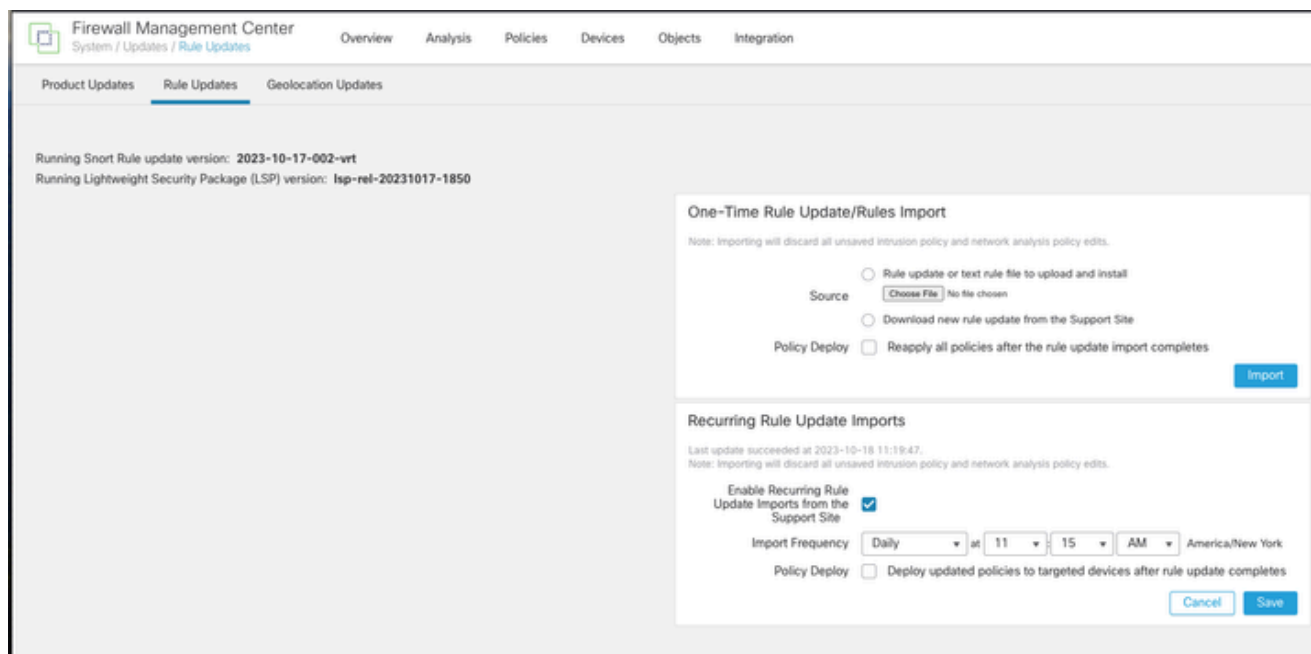 Firewall Management Center
System / Updates / Rule Updates
Overview Analysis Policies Devices Objects Integration
Product Updates Rule Updates Geolocation Updates
Running Snort Rule update version: 2023-10-17-002-vrt
Running Lightweight Security Package (LSP) version: lsp-rel-20231017-1850
One-Time Rule Update/Rules Import
Note: Importing will discard all unsaved intrusion policy and network analysis policy edits.
Source
Rule update or text rule file to upload and install
Choose File No file chosen
Download new rule update from the Support Site
Policy Deploy Reapply all policies after the rule update import completes
Import
Recurring Rule Update Imports
Last update succeeded at 2023-10-18 11:19:47.
Note: Importing will discard all unsaved intrusion policy and network analysis policy edits.
Enable Recurring Rule
Update Imports from the
Support Site
Import Frequency Daily at 11 : 15 AM America/New York
Policy Deploy Deploy updated policies to targeted devices after rule update completes
Cancel Save